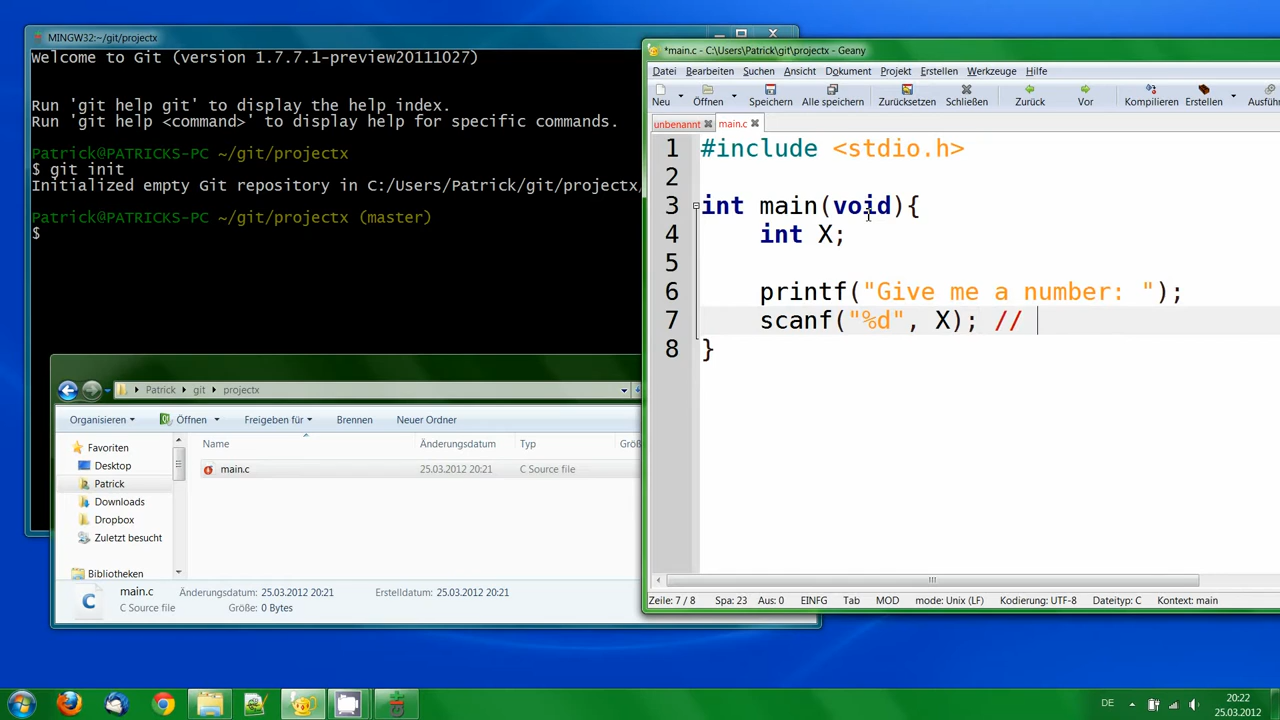 MINGW32:~/git/projectx
Welcome to Git (version 1.7.7.1-preview20111027)
Run 'git help git' to display the help index.
Run 'git help <command>' to display help for specific commands.
Patrick@PATRICKS-PC ~/git/projectx
$ git init
Initialized empty Git repository in C:/Users/Patrick/git/projectx/
Patrick@PATRICKS-PC ~/git/projectx (master)
$
*main.c - C:\Users\Patrick\git\projectx - Geany
Datei Bearbeiten Suchen Ansicht Dokument Projekt Erstellen Werkzeuge Hilfe
Neu Öffnen Speichern Alle speichern Zurücksetzen Schließen Zurück Vor Kompilieren Erstellen Ausfüh
unbenannt main.c
1 #include <stdio.h>
2
3 int main(void){
4 int X;
5
6 printf("Give me a number: ");
7 scanf("%d", X); //
8 }
Zeile: 7 / 8 Spa: 23 Aus: 0 EINFG Tab MOD mode: Unix (LF) Kodierung: UTF-8 Dateityp: C Kontext: main
Patrick git projectx
Organisieren Öffnen Freigeben für Brennen Neuer Ordner
Favoriten
Desktop
Patrick
Downloads
Dropbox
Zuletzt besucht
Bibliotheken
Name Änderungsdatum Typ Größ
main.c 25.03.2012 20:21 C Source file
main.c Änderungsdatum: 25.03.2012 20:21 Erstelldatum: 25.03.2012 20:21
C Source file Größe: 0 Bytes
DE 20:22
25.03.2012